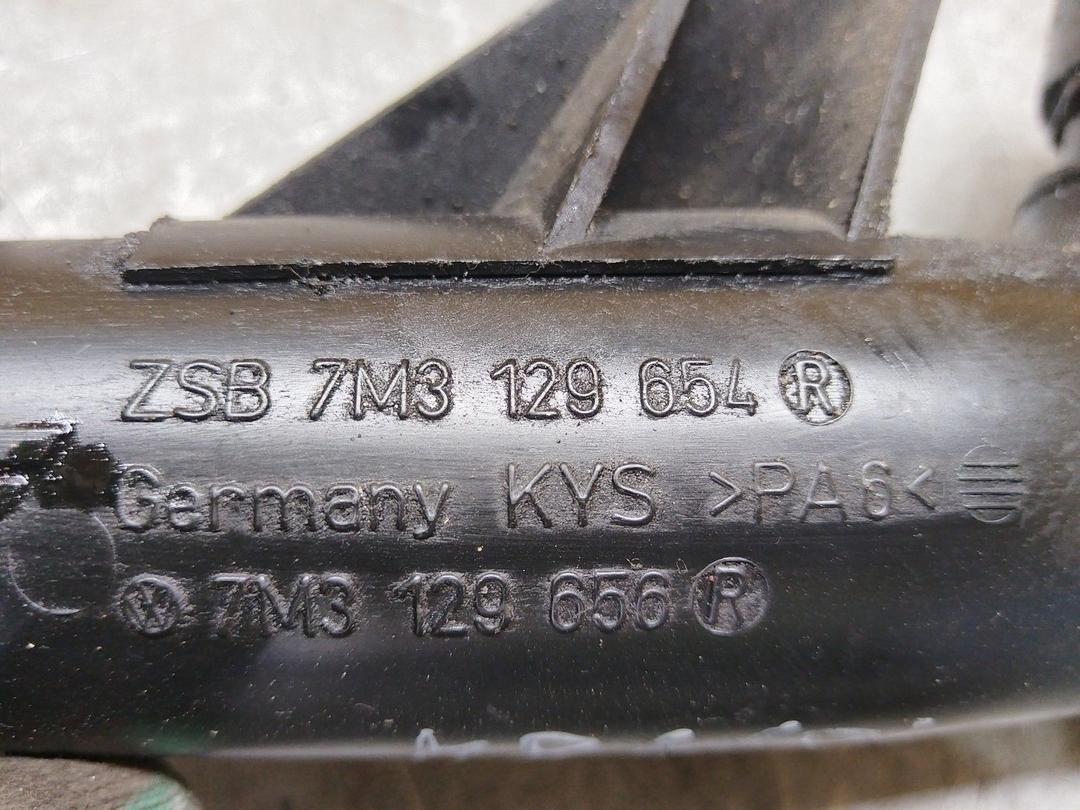 ZSB 7M3 129 654 ®
Germany KYS >PA6<
7M3 129 656 ®